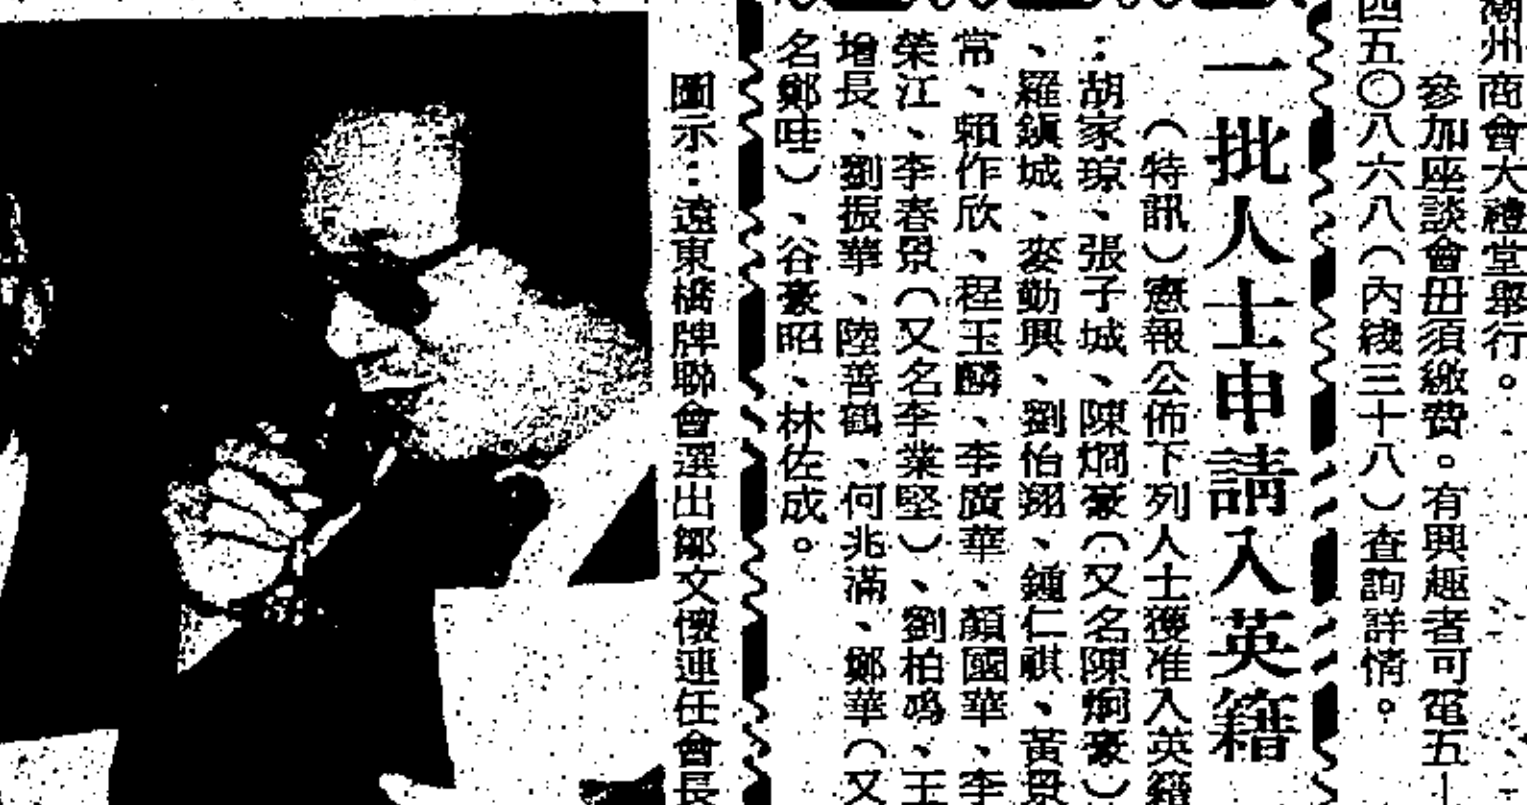 潮州商會大禮堂舉行。
參加座談會毋須繳費。有興趣者可電五－
四五〇八六八（內綫三十八）查詢詳情。
一批人士申請入英籍
（特訊）憲報公佈下列人士獲准入英籍
：胡家琼、張子城、陳烱豪（又名陳炯豪）
、羅鎮城、麥勤興、劉怡翔、鍾仁祺、黃景
常、賴作欣、程玉麟、李廣華、顏國華、李
榮江、李春景（又名李業堅）、劉柏鳴、王
增長、劉振華、陸善鶴、何兆滿、鄭華（又
名鄭哇）、谷豪昭、林佐成。
圖示：遠東橋牌聯會選出鄒文懷連任會長